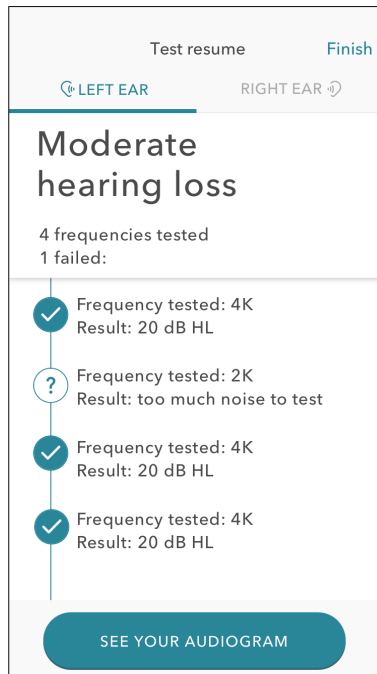 Test resume Finish
LEFT EAR RIGHT EAR
Moderate
hearing loss
4 frequencies tested
1 failed:
Frequency tested: 4K
Result: 20 dB HL
?
Frequency tested: 2K
Result: too much noise to test
Frequency tested: 4K
Result: 20 dB HL
Frequency tested: 4K
Result: 20 dB HL
SEE YOUR AUDIOGRAM